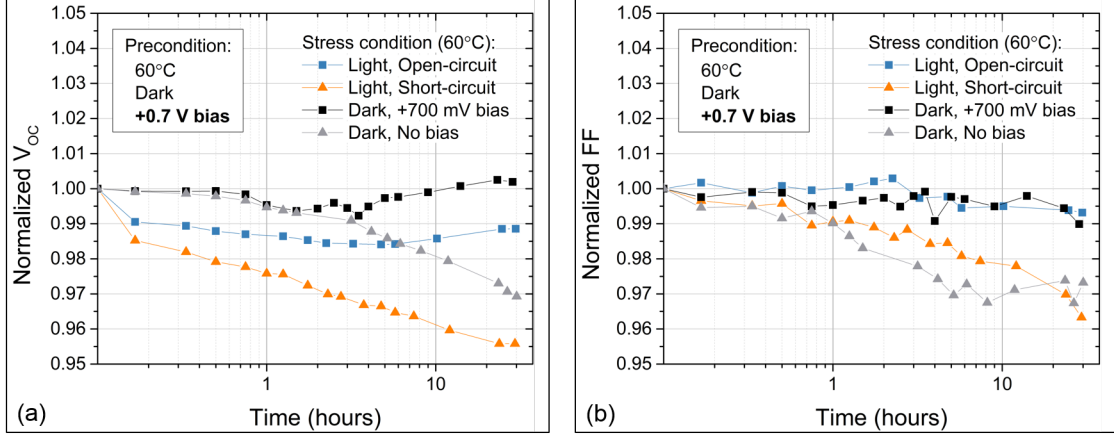 1.05
1.04
1.03
1.02
1.01
1.00
0.99
0.98
0.97
0.96
0.95
Normalized V_OC
Precondition:
60°C
Dark
+0.7 V bias
Stress condition (60°C):
Light, Open-circuit
Light, Short-circuit
Dark, +700 mV bias
Dark, No bias
1
10
(a)
Time (hours)
1.05
1.04
1.03
1.02
1.01
1.00
0.99
0.98
0.97
0.96
0.95
Normalized FF
Precondition:
60°C
Dark
+0.7 V bias
Stress condition (60°C):
Light, Open-circuit
Light, Short-circuit
Dark, +700 mV bias
Dark, No bias
1
10
(b)
Time (hours)